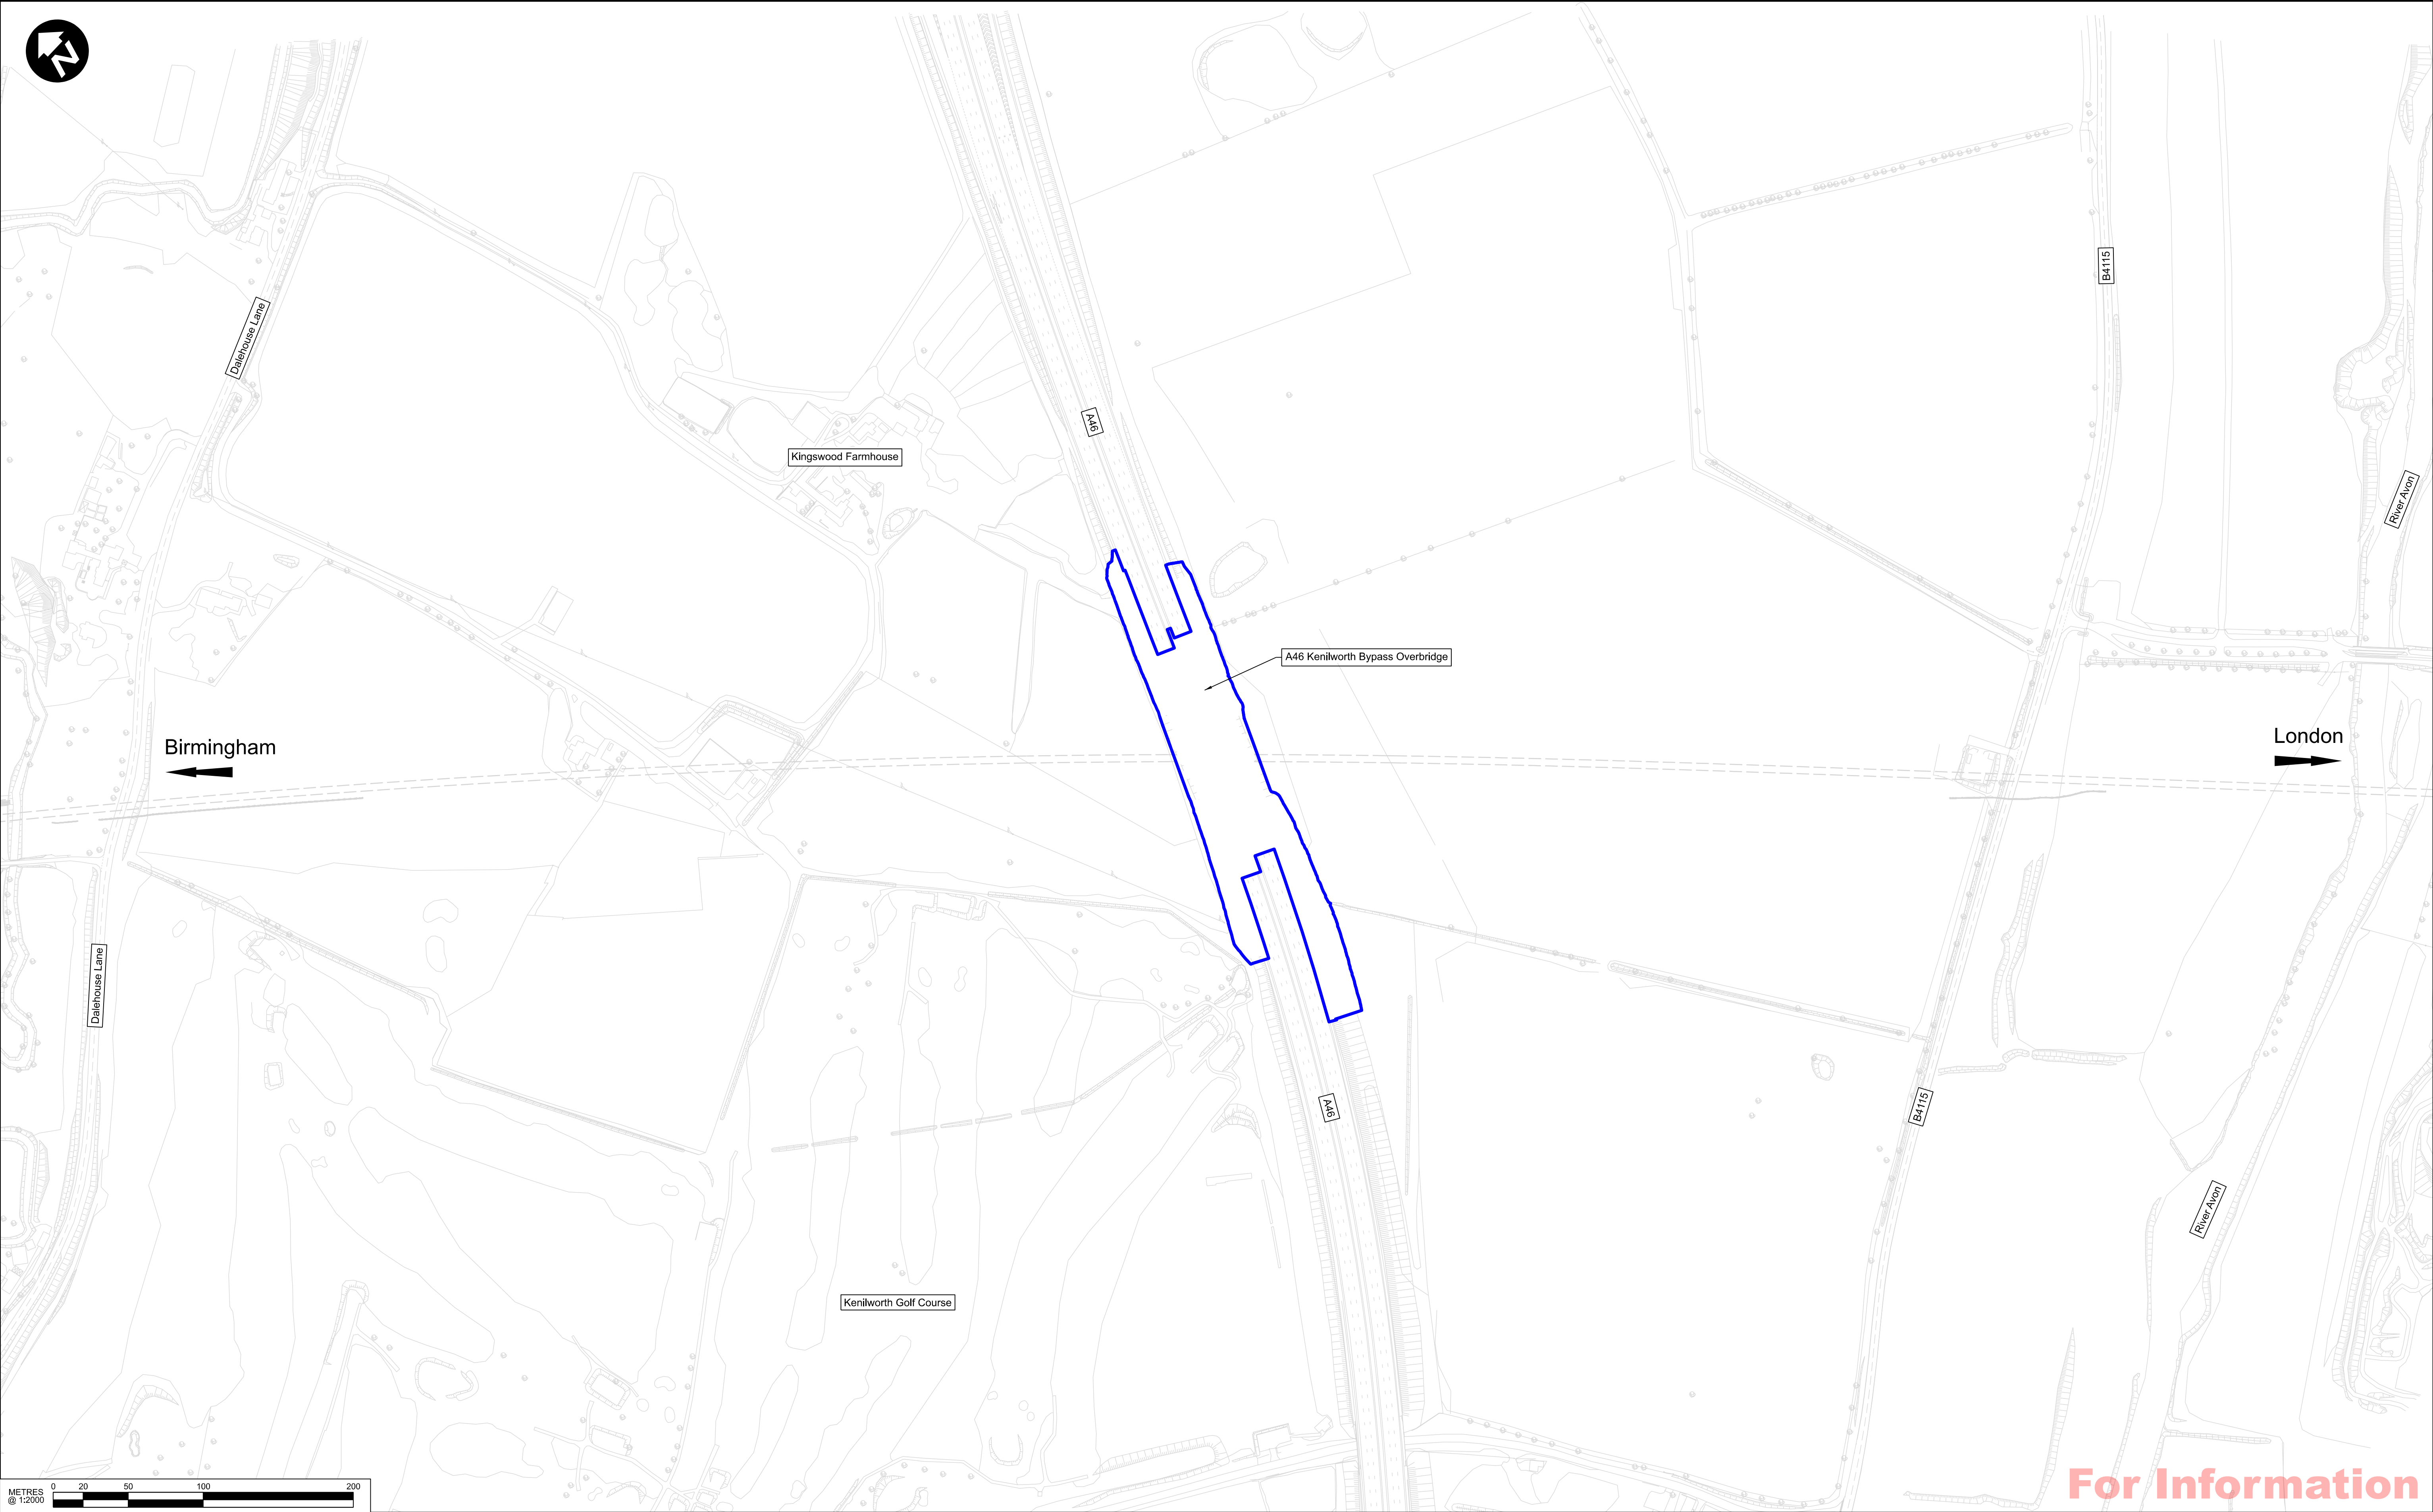 N
B4115
Dalehouse Lane
A46
Kingswood Farmhouse
River Avon
A46 Kenilworth Bypass Overbridge
Birmingham
London
Dalehouse Lane
A46
B4115
River Avon
Kenilworth Golf Course
METRES
@ 1:2000
0 20 50 100 200
For Information